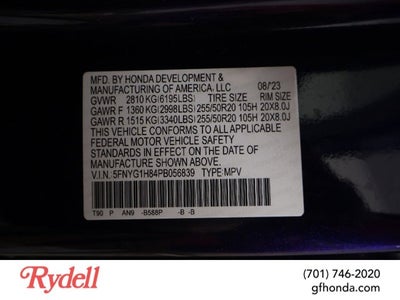 MFD. BY HONDA DEVELOPMENT &
MANUFACTURING OF AMERICA, LLC 08/23
GVWR 2810 KG(6195LBS) TIRE SIZE RIM SIZE
GAWR F 1360 KG(2998LBS) 255/50R20 105H 20X8.0J
GAWR R 1515 KG(3340LBS) 255/50R20 105H 20X8.0J
THIS VEHICLE CONFORMS TO ALL APPLICABLE
FEDERAL MOTOR VEHICLE SAFETY
STANDARDS IN EFFECT ON THE DATE OF
MANUFACTURE SHOWN ABOVE.
V.I.N. 5FNYG1H84PB056839 TYPE:MPV
T90 P AN9 -B588P -B -B
Rydell
(701) 746-2020
gfhonda.com